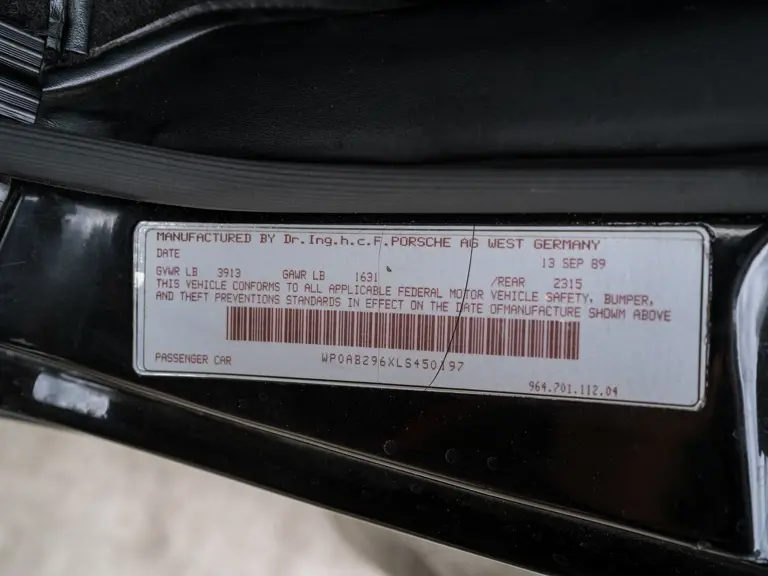 MANUFACTURED BY Dr.Ing.h.c.F.PORSCHE AG WEST GERMANY
DATE 13 SEP 89
GVWR LB 3913 GAWR LB 1631 /REAR 2315
THIS VEHICLE CONFORMS TO ALL APPLICABLE FEDERAL MOTOR VEHICLE SAFETY, BUMPER,
AND THEFT PREVENTIONS STANDARDS IN EFFECT ON THE DATE OFMANUFACTURE SHOWM ABOVE
PASSENGER CAR WP0AB296XLS450197
964.701.112.04